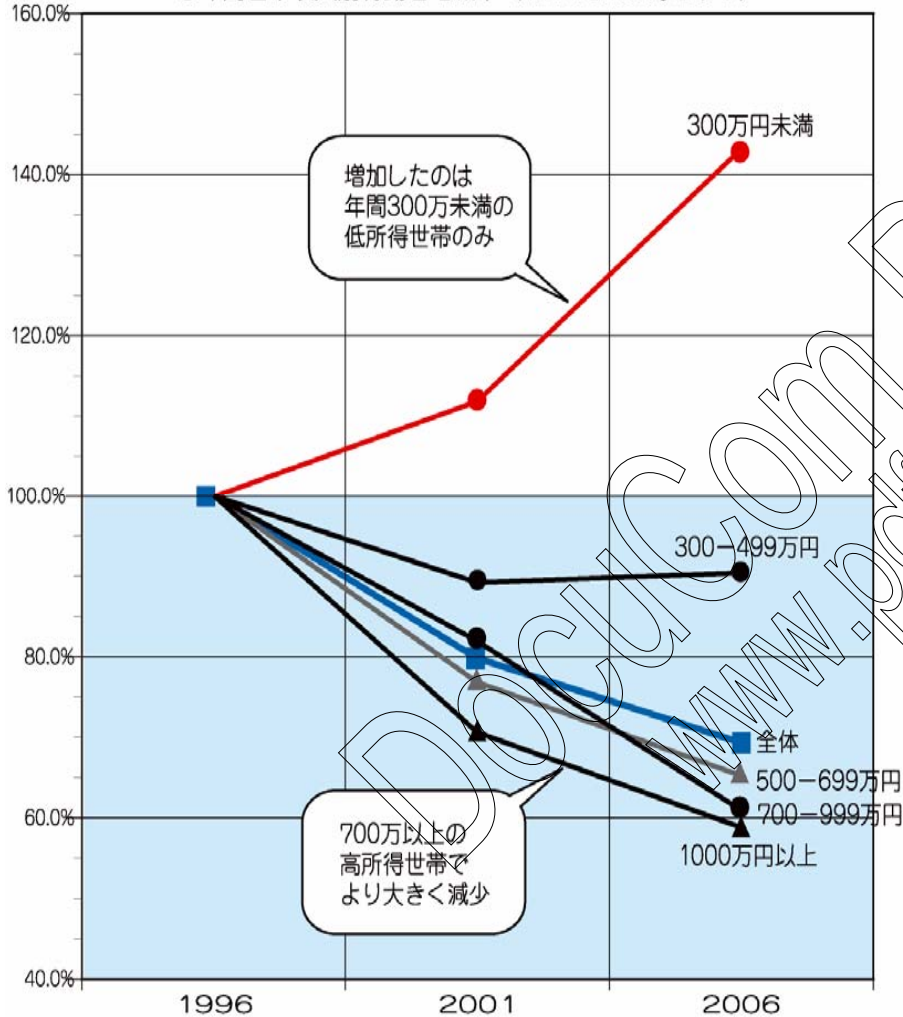 160.0%
300万円未満
増加したのは
年間300万未満の
低所得世帯のみ
140.0%
120.0%
100.0%
300－499万円
80.0%
全体
500－699万円
700－999万円
60.0%
1000万円以上
700万以上の
高所得世帯で
より大きく減少
40.0%
1996
2001
2006
DocuCom
www.pd